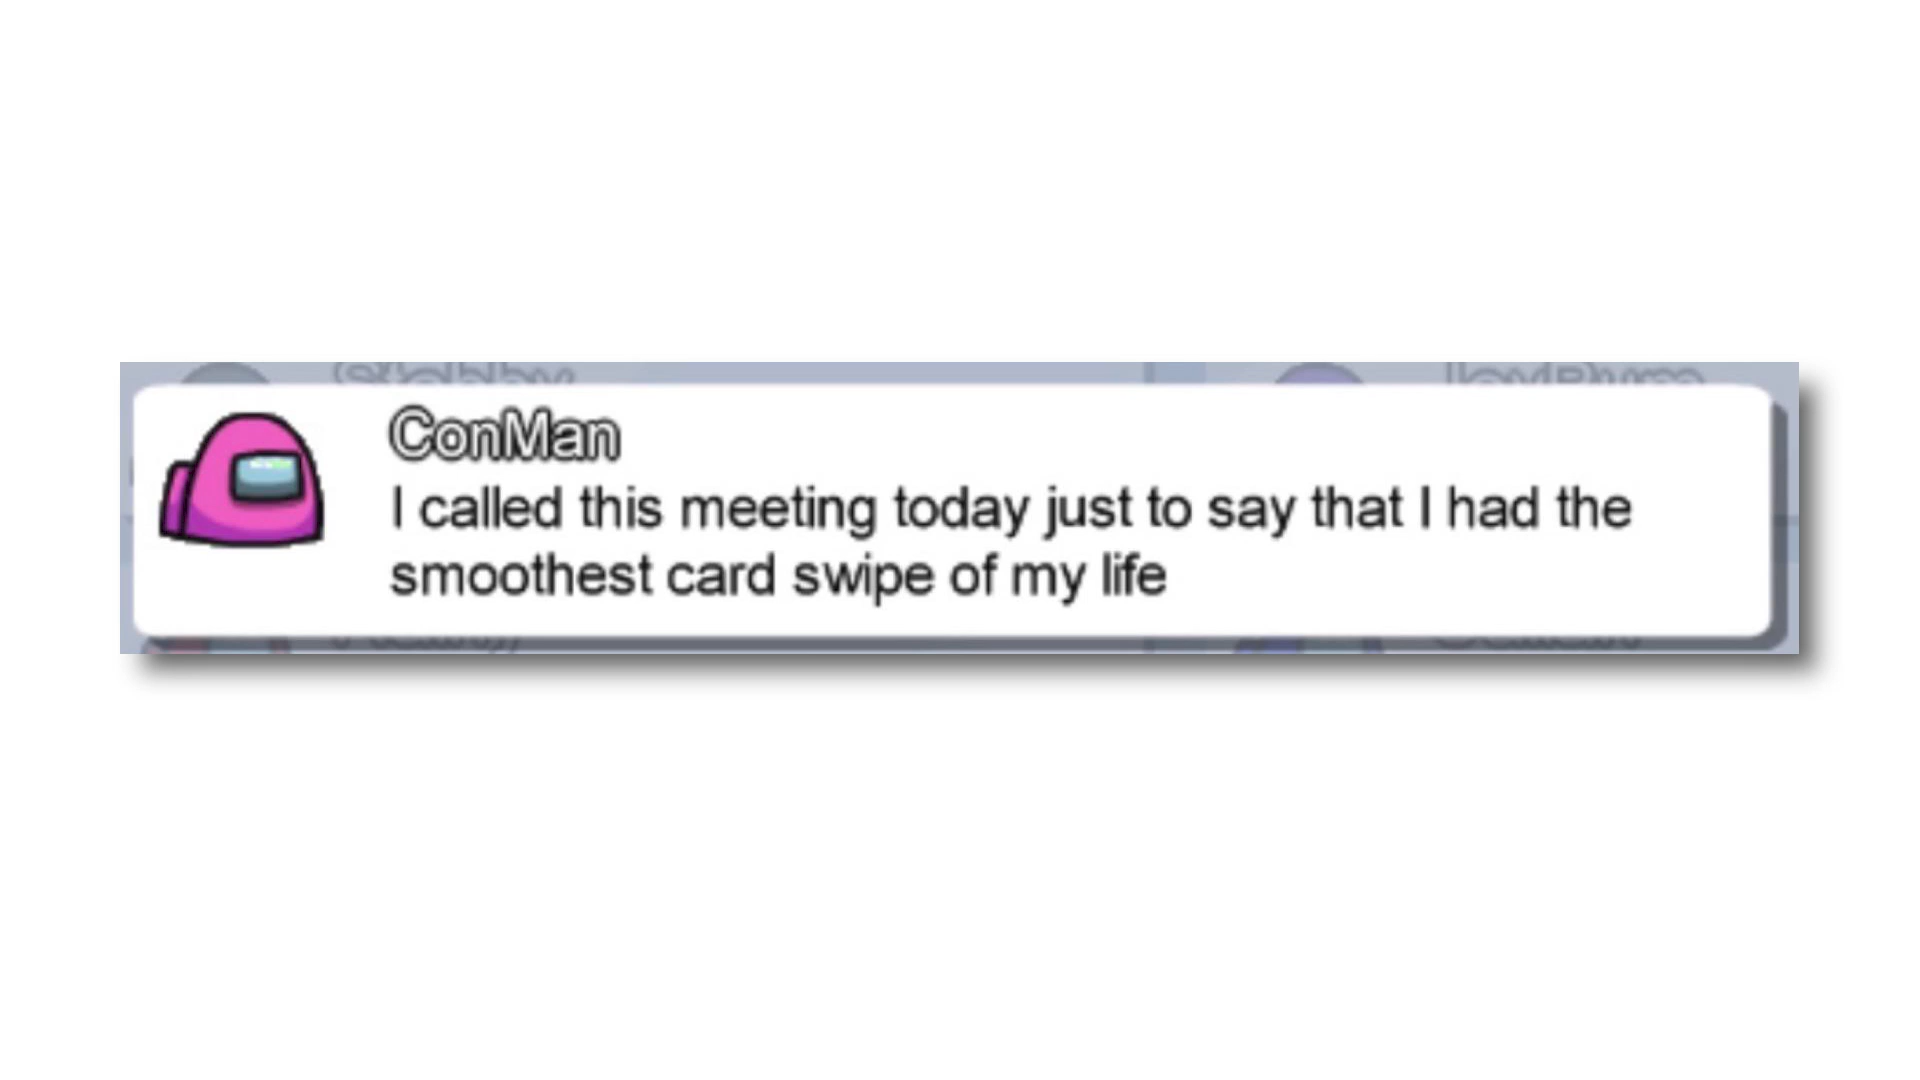 ConMan
I called this meeting today just to say that I had the
smoothest card swipe of my life